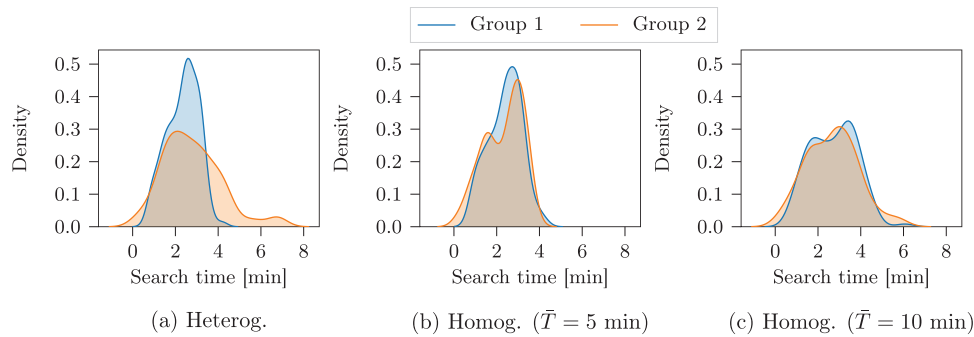 Group 1 Group 2
0.5 0.5 0.5
0.4 0.4 0.4
0.3 0.3 0.3
0.2 0.2 0.2
0.1 0.1 0.1
0.0 0.0 0.0
Density Density Density
0 2 4 6 8 0 2 4 6 8 0 2 4 6 8
Search time [min] Search time [min] Search time [min]
(a) Heterog. (b) Homog. (T̄ = 5 min) (c) Homog. (T̄ = 10 min)